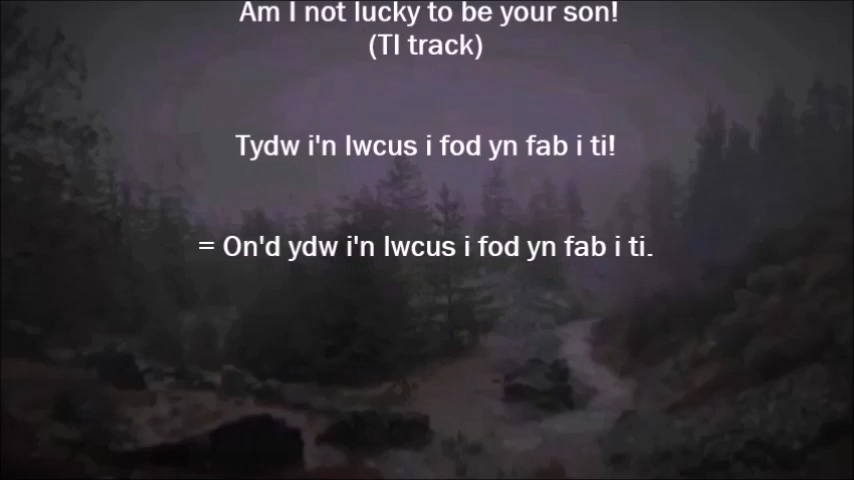 Am I not lucky to be your son!
(TI track)
Tydw i'n lwcus i fod yn fab i ti!
= On'd ydw i'n lwcus i fod yn fab i ti.